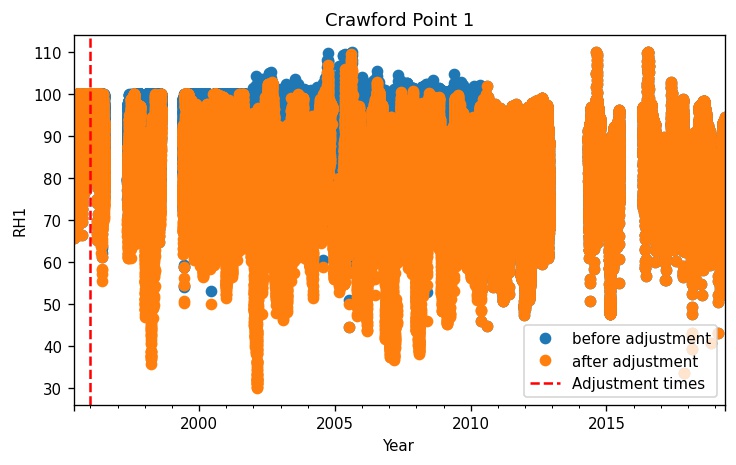 Crawford Point 1
110
100
90
80
70
60
50
40
30
RH1
2000
2005
2010
2015
Year
before adjustment
after adjustment
Adjustment times